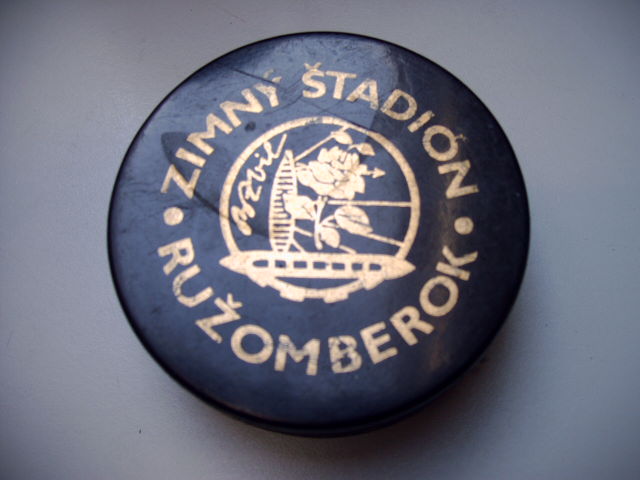 ZIMNÝ ŠTADIÓN
• RUŽOMBEROK •